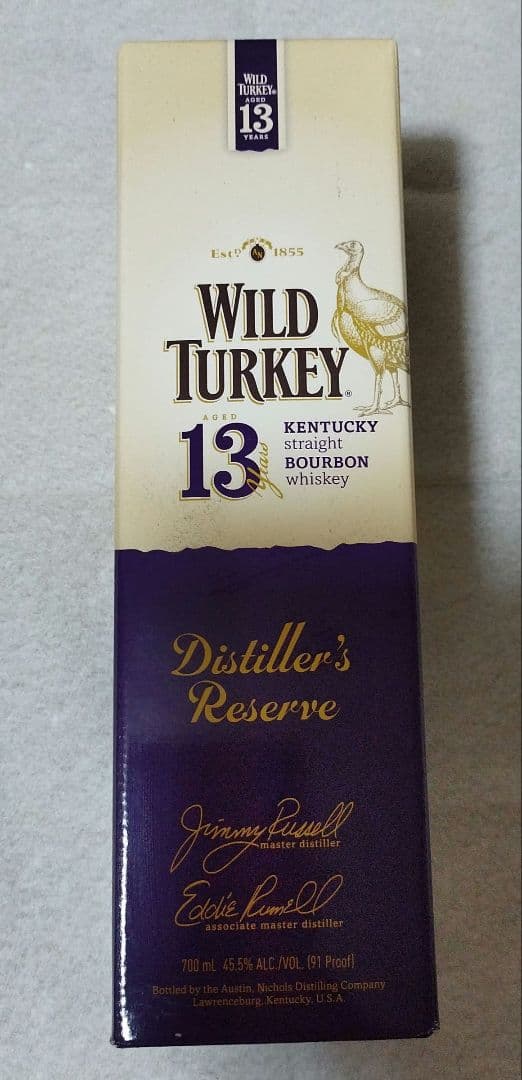 WILD
TURKEY®
AGED
13
YEARS
Estᴰ 1855
WILD
TURKEY®
AGED
13 Years
KENTUCKY
straight
BOURBON
whiskey
Distiller's
Reserve
Jimmy Russell
master distiller
Eddie Russell
associate master distiller
700 mL 45.5% ALC./VOL. (91 Proof)
Bottled by the Austin, Nichols Distilling Company
Lawrenceburg, Kentucky, U.S.A.